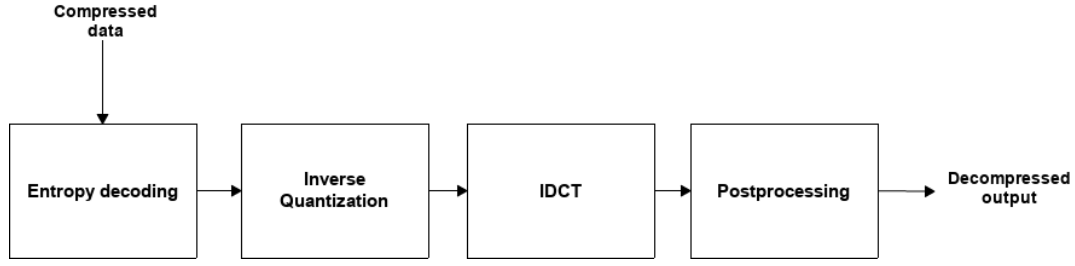 Compressed
data
Entropy decoding
Inverse
Quantization
IDCT
Postprocessing
Decompressed
output